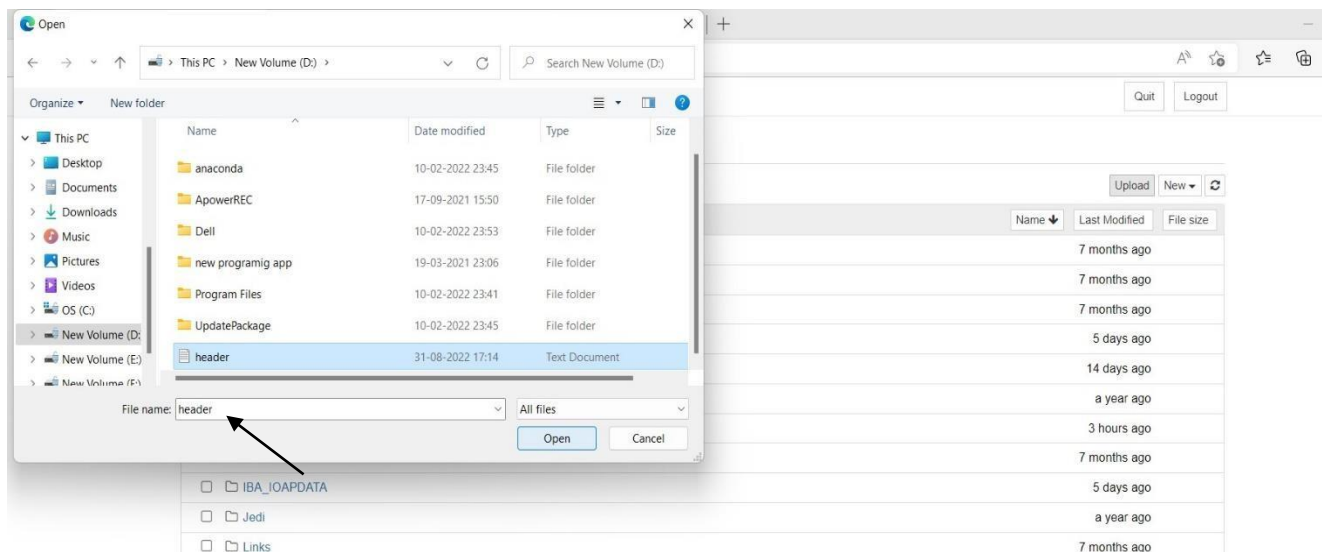 Open
This PC > New Volume (D:) >
Search New Volume (D:)
Quit
Logout
Organize
New folder
Name
Date modified
Type
Size
This PC
Desktop
Documents
Downloads
Music
Pictures
Videos
OS (C:)
New Volume (D:
New Volume (E:)
New Volume (F:)
anaconda 10-02-2022 23:45 File folder
ApowerREC 17-09-2021 15:50 File folder
Dell 10-02-2022 23:53 File folder
new programig app 19-03-2021 23:06 File folder
Program Files 10-02-2022 23:41 File folder
UpdatePackage 10-02-2022 23:45 File folder
header 31-08-2022 17:14 Text Document
File name: header
All files
Open
Cancel
Upload
New
Name
Last Modified
File size
7 months ago
7 months ago
7 months ago
5 days ago
14 days ago
a year ago
3 hours ago
7 months ago
IBA_IOAPDATA 5 days ago
Jedi a year ago
Links 7 months ago